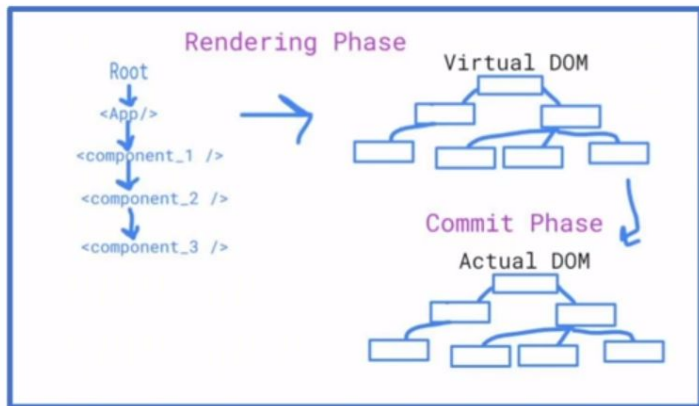 Rendering Phase
Root
<App/>
<component_1 />
<component_2 />
<component_3 />
Virtual DOM
Commit Phase
Actual DOM